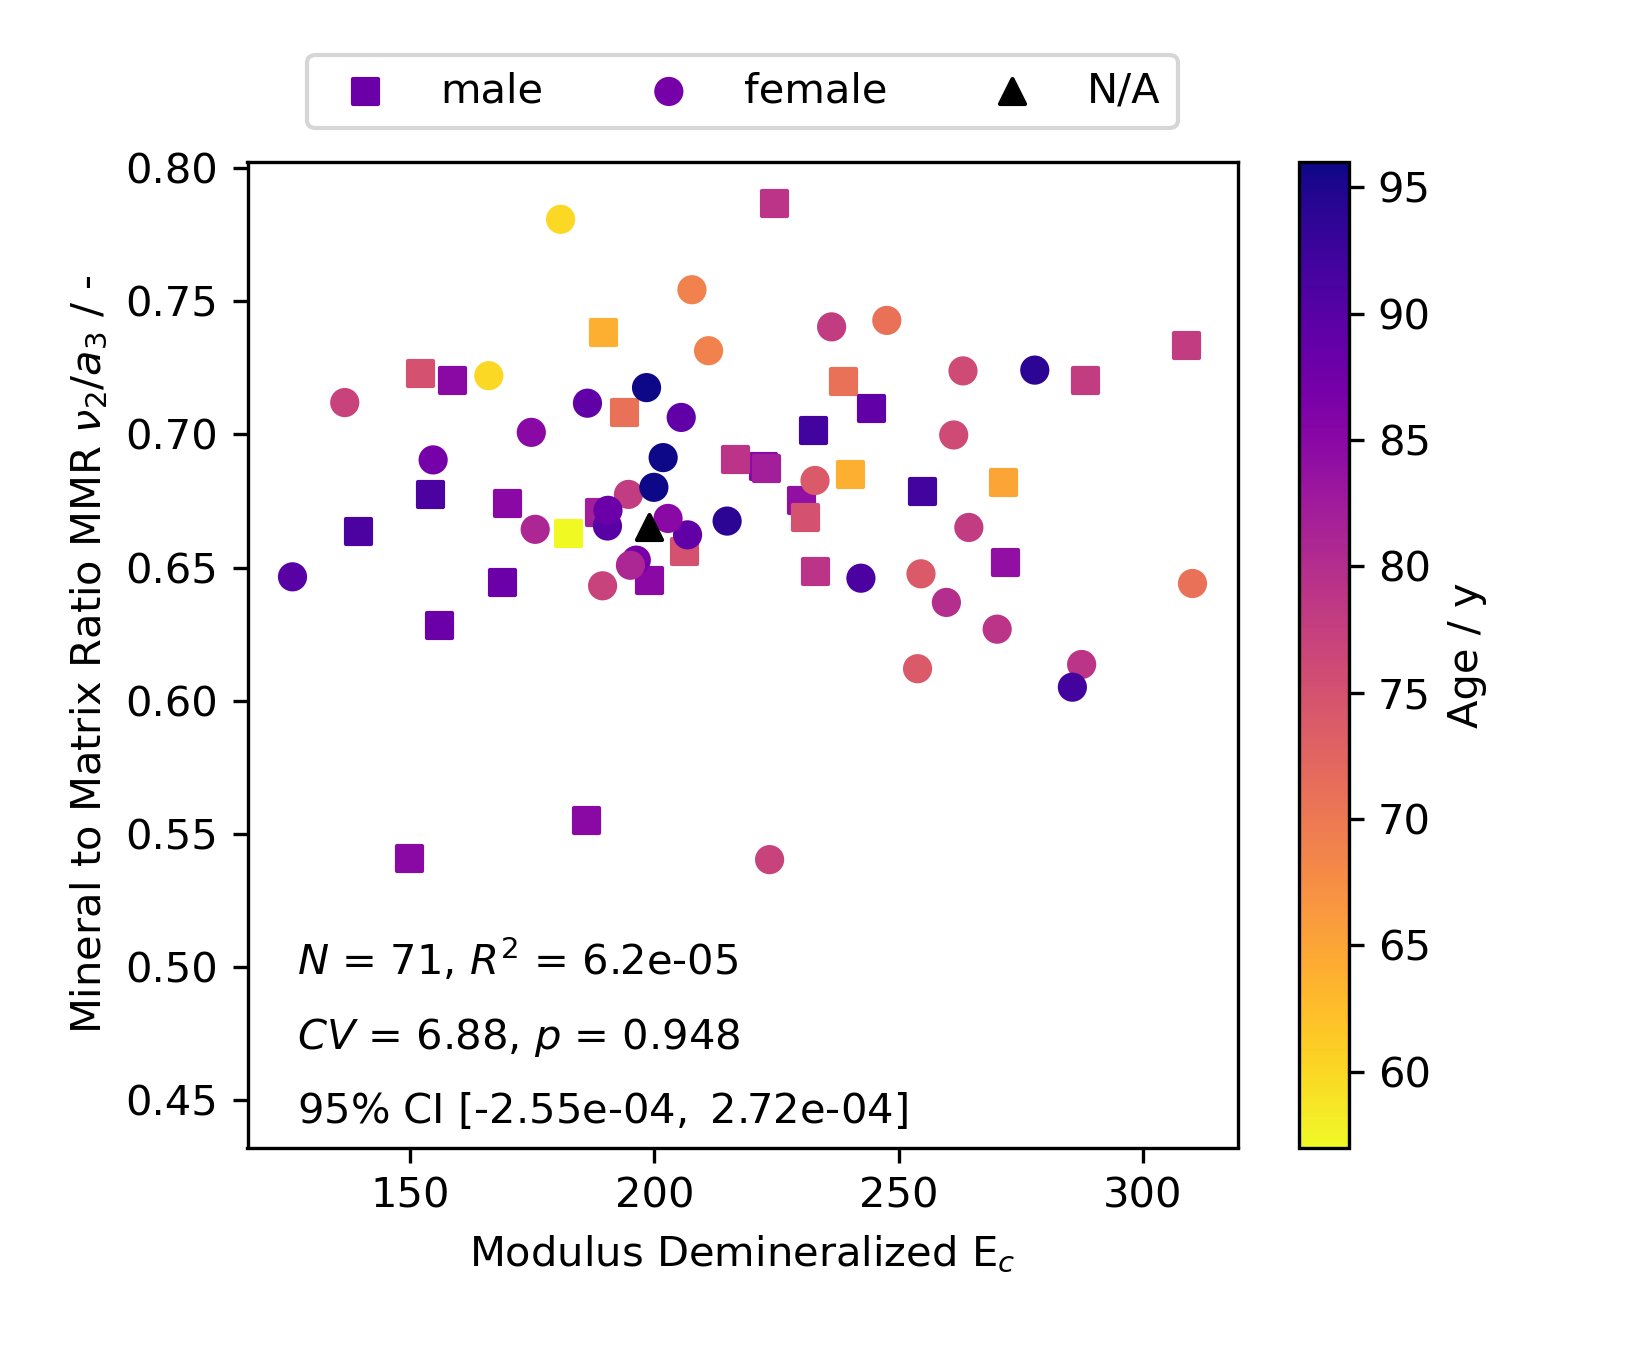 male female N/A
0.80
0.75
0.70
0.65
0.60
0.55
0.50
0.45
Mineral to Matrix Ratio MMR ν₂/a₃ / -
N = 71, R² = 6.2e-05
CV = 6.88, p = 0.948
95% CI [-2.55e-04, 2.72e-04]
150 200 250 300
Modulus Demineralized E_c
95
90
85
80
75
70
65
60
Age / y